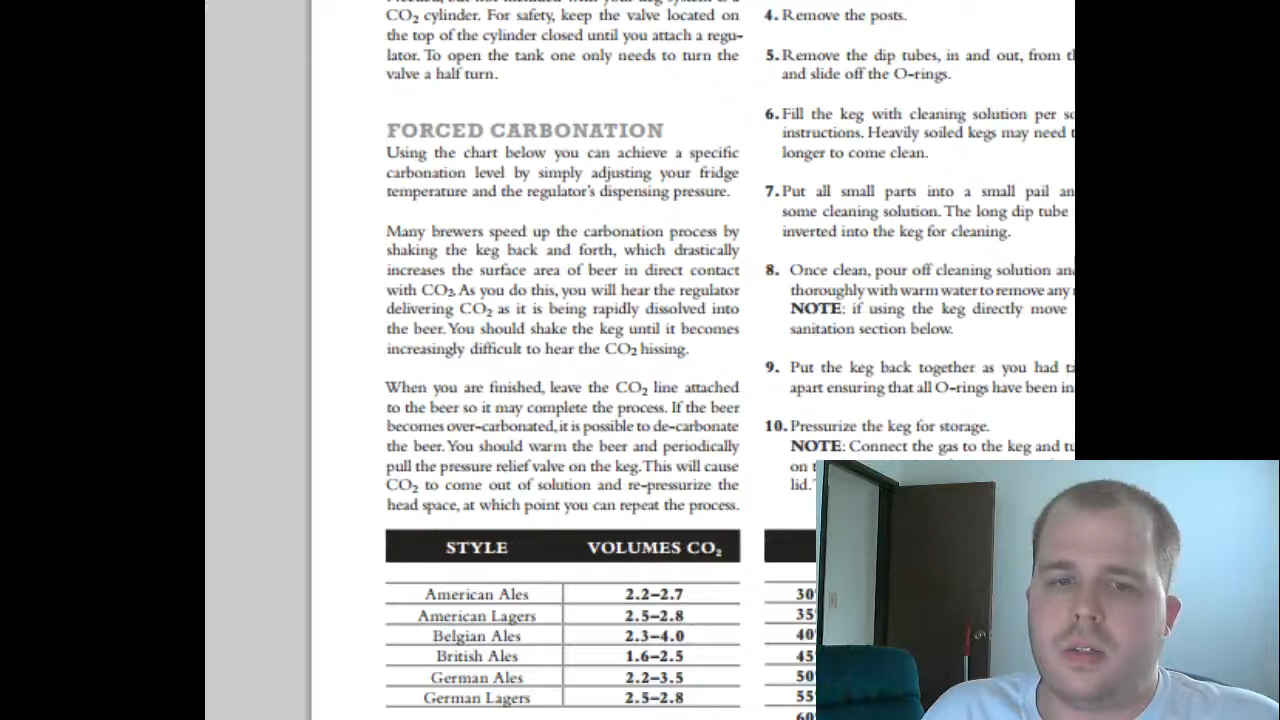 CO2 cylinder. For safety, keep the valve located on
the top of the cylinder closed until you attach a regu-
lator. To open the tank one only needs to turn the
valve a half turn.
FORCED CARBONATION
Using the chart below you can achieve a specific
carbonation level by simply adjusting your fridge
temperature and the regulator's dispensing pressure.
Many brewers speed up the carbonation process by
shaking the keg back and forth, which drastically
increases the surface area of beer in direct contact
with CO2. As you do this, you will hear the regulator
delivering CO2 as it is being rapidly dissolved into
the beer. You should shake the keg until it becomes
increasingly difficult to hear the CO2 hissing.
When you are finished, leave the CO2 line attached
to the beer so it may complete the process. If the beer
becomes over-carbonated, it is possible to de-carbonate
the beer. You should warm the beer and periodically
pull the pressure relief valve on the keg. This will cause
CO2 to come out of solution and re-pressurize the
head space, at which point you can repeat the process.
STYLE VOLUMES CO2
American Ales 2.2–2.7
American Lagers 2.5–2.8
Belgian Ales 2.3–4.0
British Ales 1.6–2.5
German Ales 2.2–3.5
German Lagers 2.5–2.8
4. Remove the posts.
5. Remove the dip tubes, in and out, from
and slide off the O-rings.
6. Fill the keg with cleaning solution per
instructions. Heavily soiled kegs may need
longer to come clean.
7. Put all small parts into a small pail
some cleaning solution. The long dip tube
inverted into the keg for cleaning.
8. Once clean, pour off cleaning solution
thoroughly with warm water to remove any
NOTE: if using the keg directly move
sanitation section below.
9. Put the keg back together as you had
apart ensuring that all O-rings have been
10. Pressurize the keg for storage.
NOTE: Connect the gas to the keg and
on
lid.
30
35
40
45
50
55
60